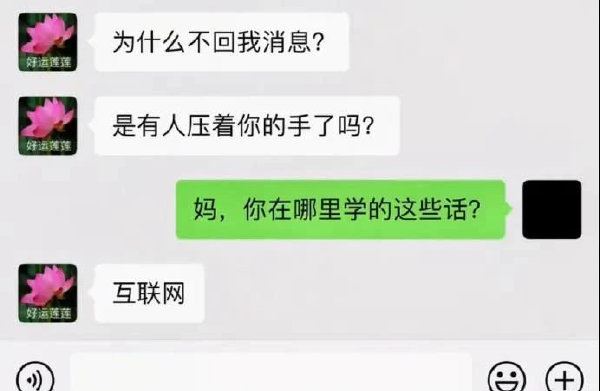 为什么不回我消息？
好运莲莲
是有人压着你的手了吗？
好运莲莲
妈，你在哪里学的这些话？
互联网
好运莲莲